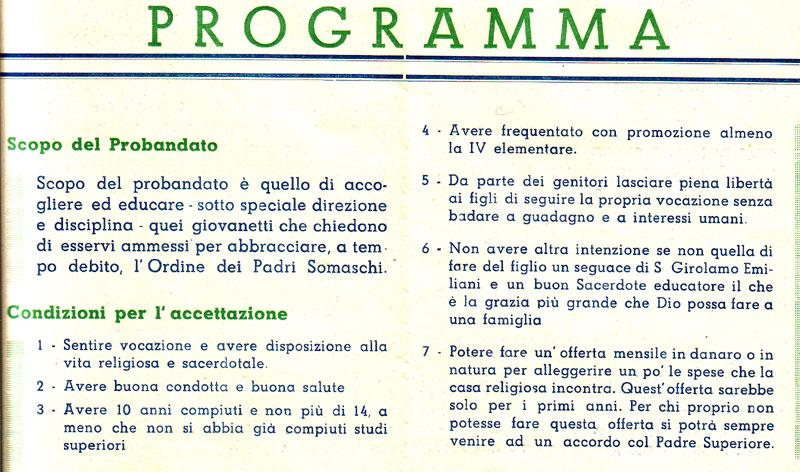 PROGRAMMA
Scopo del Probandato
Scopo del probandato è quello di acco-
gliere ed educare - sotto speciale direzione
e disciplina - quei giovanetti che chiedono
di esservi ammessi per abbracciare, a tem-
po debito, l'Ordine dei Padri Somaschi.
Condizioni per l'accettazione
1 - Sentire vocazione e avere disposizione alla
vita religiosa e sacerdotale.
2 - Avere buona condotta e buona salute
3 - Avere 10 anni compiuti e non più di 14, a
meno che non si abbia già compiuti studi
superiori
4 - Avere frequentato con promozione almeno
la IV elementare.
5 - Da parte dei genitori lasciare piena libertà
ai figli di seguire la propria vocazione senza
badare a guadagno e a interessi umani.
6 - Non avere altra intenzione se non quella di
fare del figlio un seguace di S Girolamo Emi-
liani e un buon Sacerdote educatore il che
è la grazia più grande che Dio possa fare a
una famiglia
7 - Potere fare un' offerta mensile in danaro o in
natura per alleggerire un po' le spese che la
casa religiosa incontra. Quest' offerta sarebbe
solo per i primi anni. Per chi proprio non
potesse fare questa offerta si potrà sempre
venire ad un accordo col Padre Superiore.